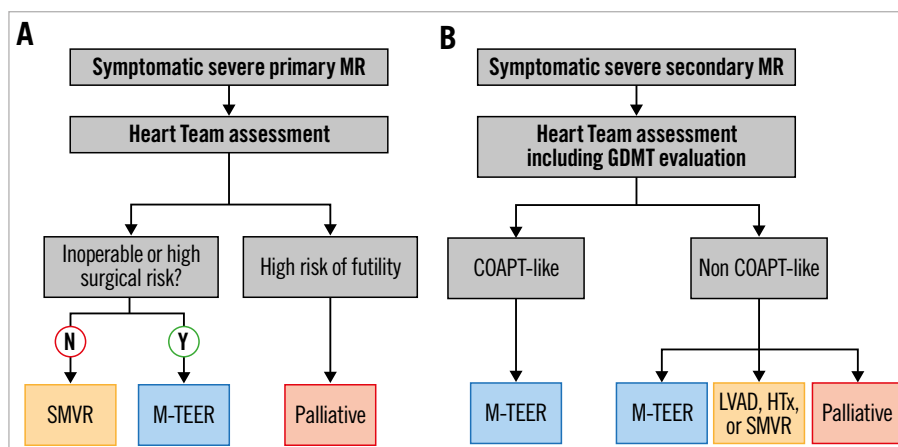 A
Symptomatic severe primary MR
Heart Team assessment
Inoperable or high
surgical risk?
High risk of futility
N
Y
SMVR
M-TEER
Palliative
B
Symptomatic severe secondary MR
Heart Team assessment
including GDMT evaluation
COAPT-like
Non COAPT-like
M-TEER
M-TEER
LVAD, HTx,
or SMVR
Palliative